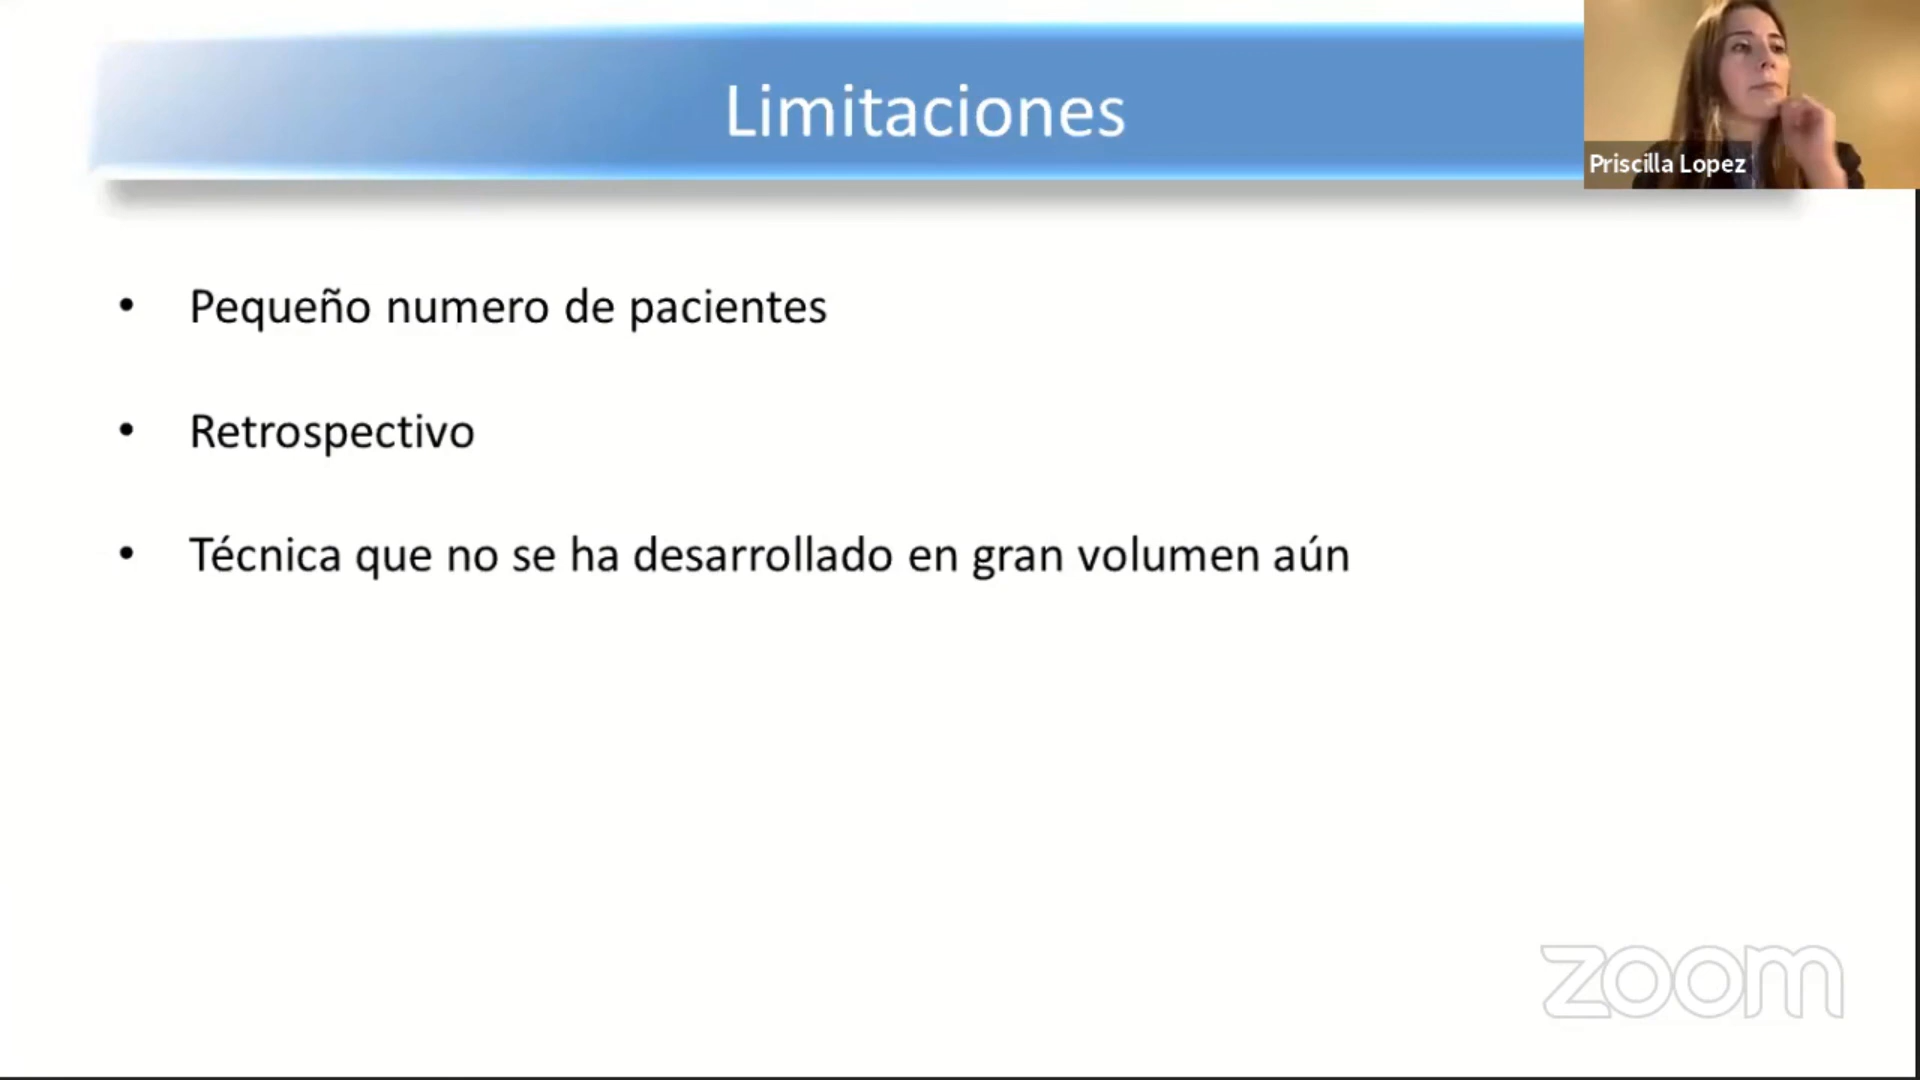 Limitaciones
Priscilla Lopez
• Pequeño numero de pacientes
• Retrospectivo
• Técnica que no se ha desarrollado en gran volumen aún
zoom